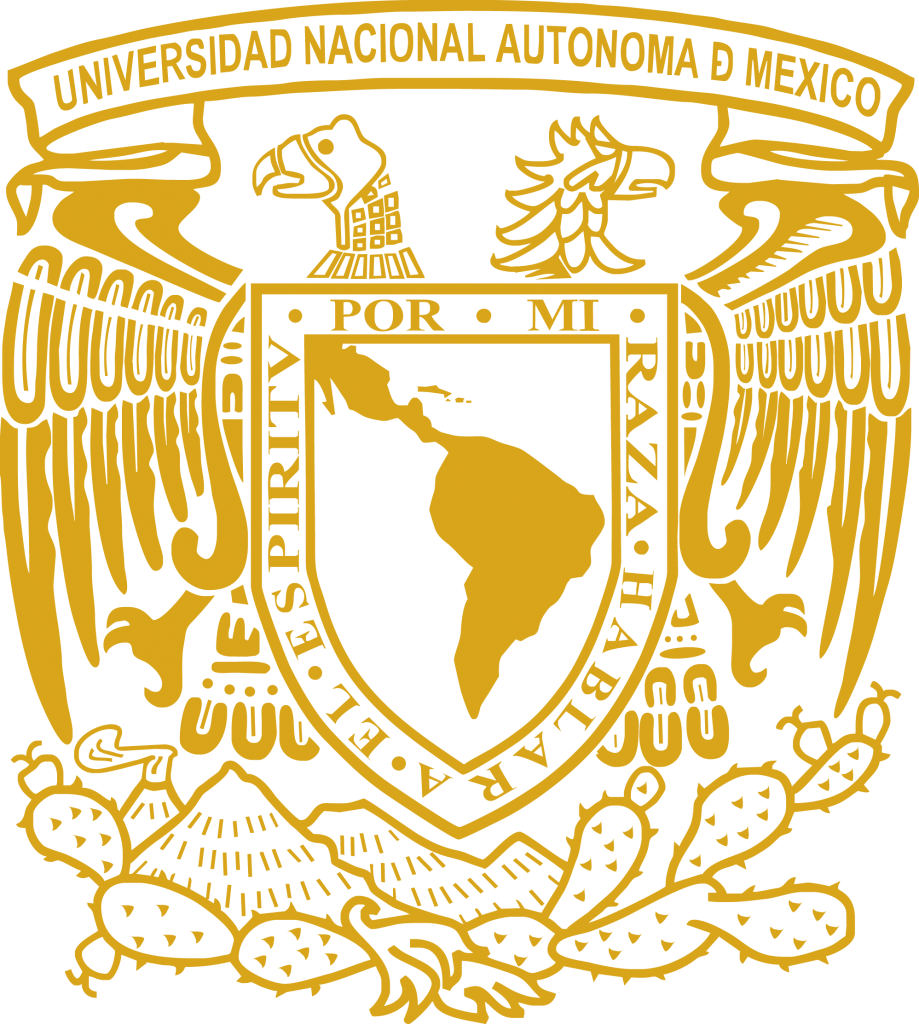 UNIVERSIDAD NACIONAL AUTONOMA Đ MEXICO
· POR · MI ·
RAZA · HABLARA · EL · ESPIRITV